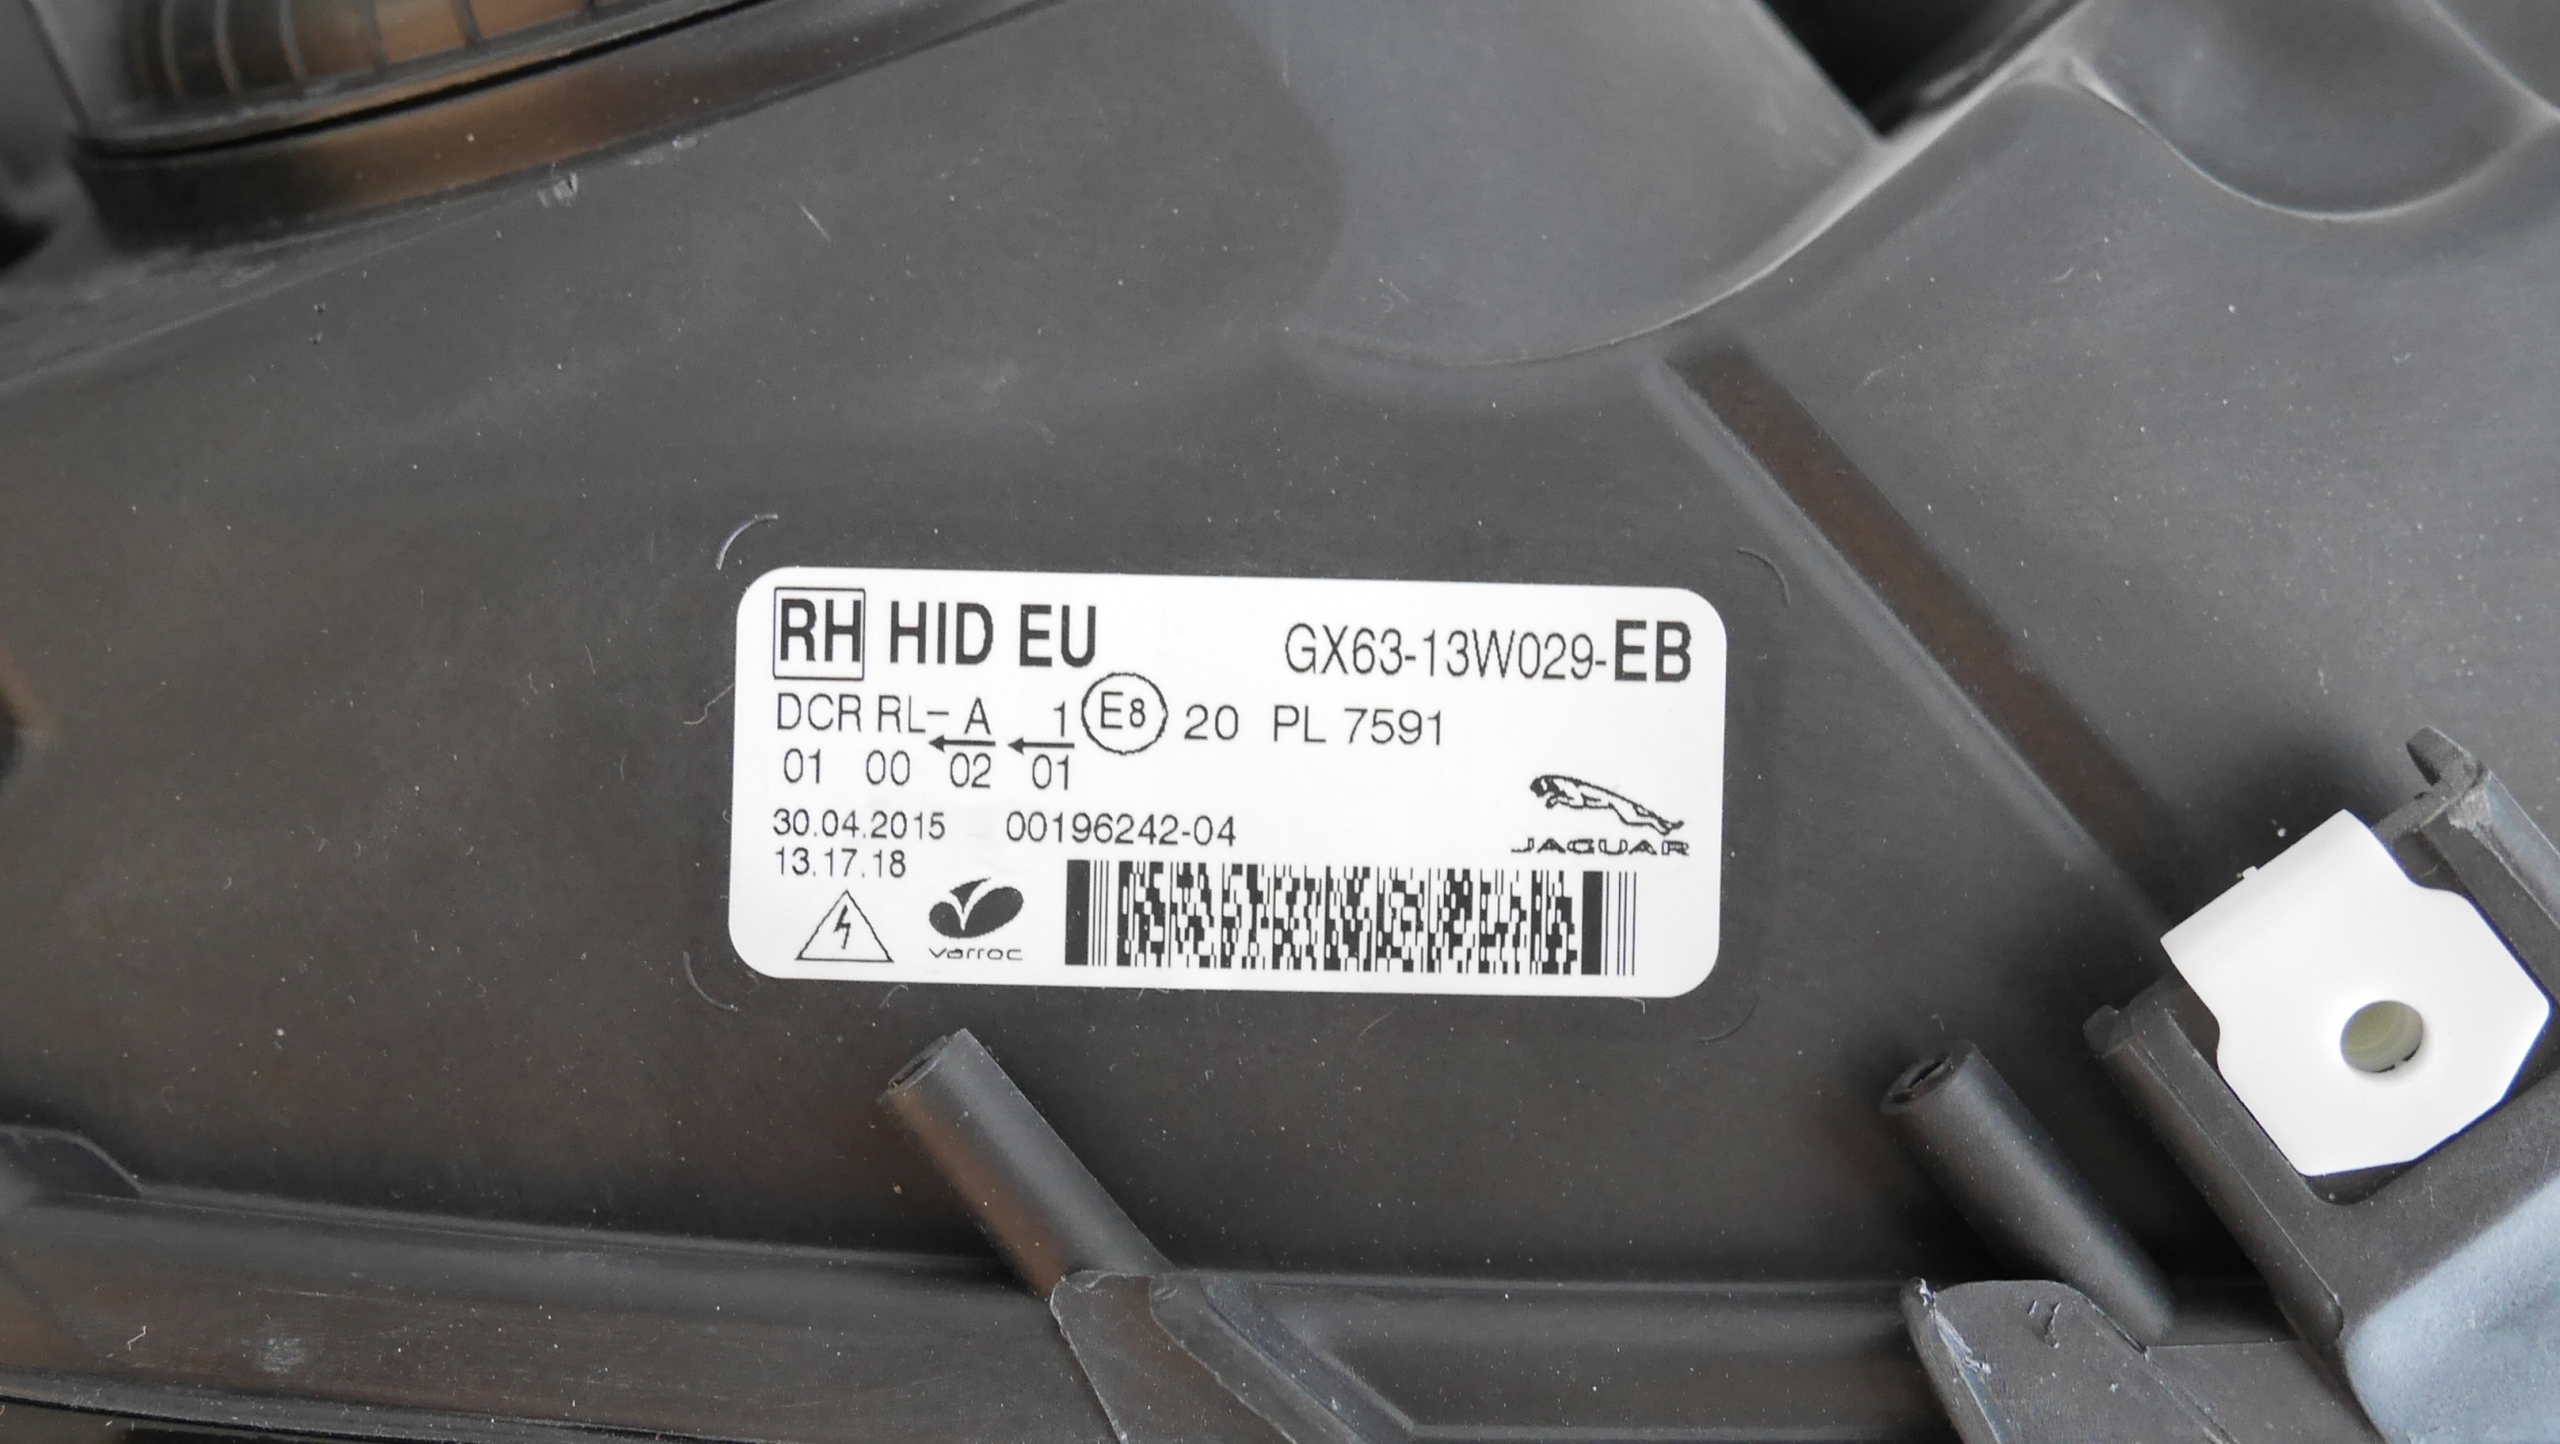 RH HID EU GX63-13W029-EB
DCR RL- A 1 E8 20 PL 7591
01 00 02 01
30.04.2015 00196242-04
13.17.18
JAGUAR
varroc